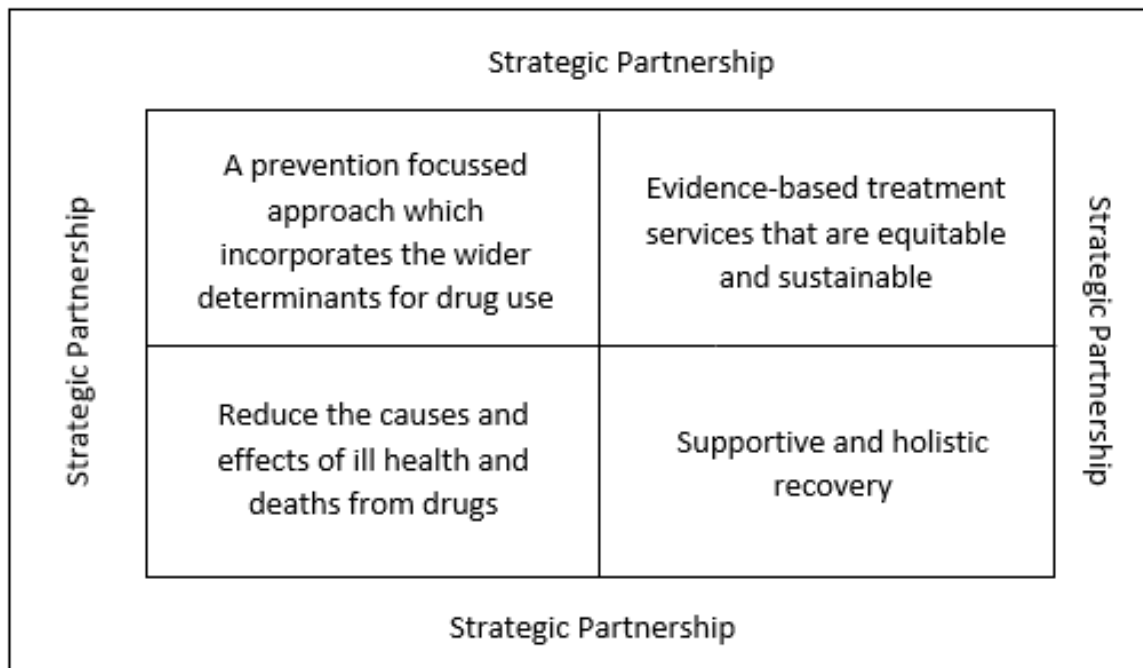 Strategic Partnership
Strategic Partnership
A prevention focussed
approach which
incorporates the wider
determinants for drug use
Evidence-based treatment
services that are equitable
and sustainable
Strategic Partnership
Reduce the causes and
effects of ill health and
deaths from drugs
Supportive and holistic
recovery
Strategic Partnership